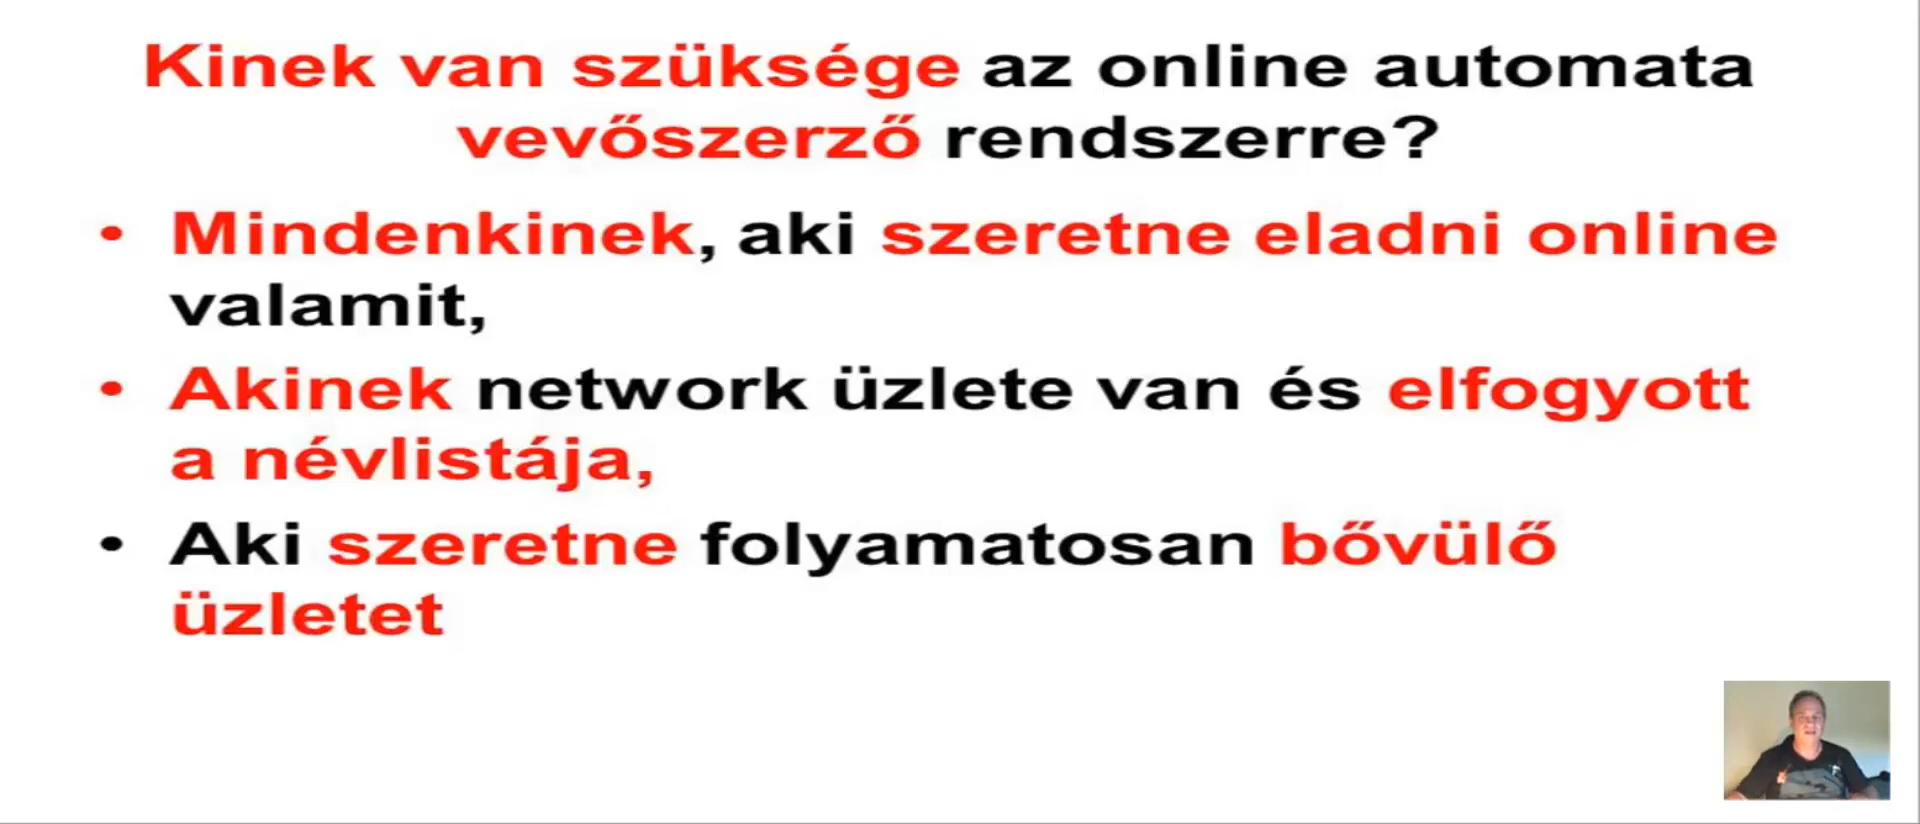 Kinek van szüksége az online automata
vevőszerző rendszerre?
• Mindenkinek, aki szeretne eladni online
valamit,
• Akinek network üzlete van és elfogyott
a névlistája,
• Aki szeretne folyamatosan bővülő
üzletet